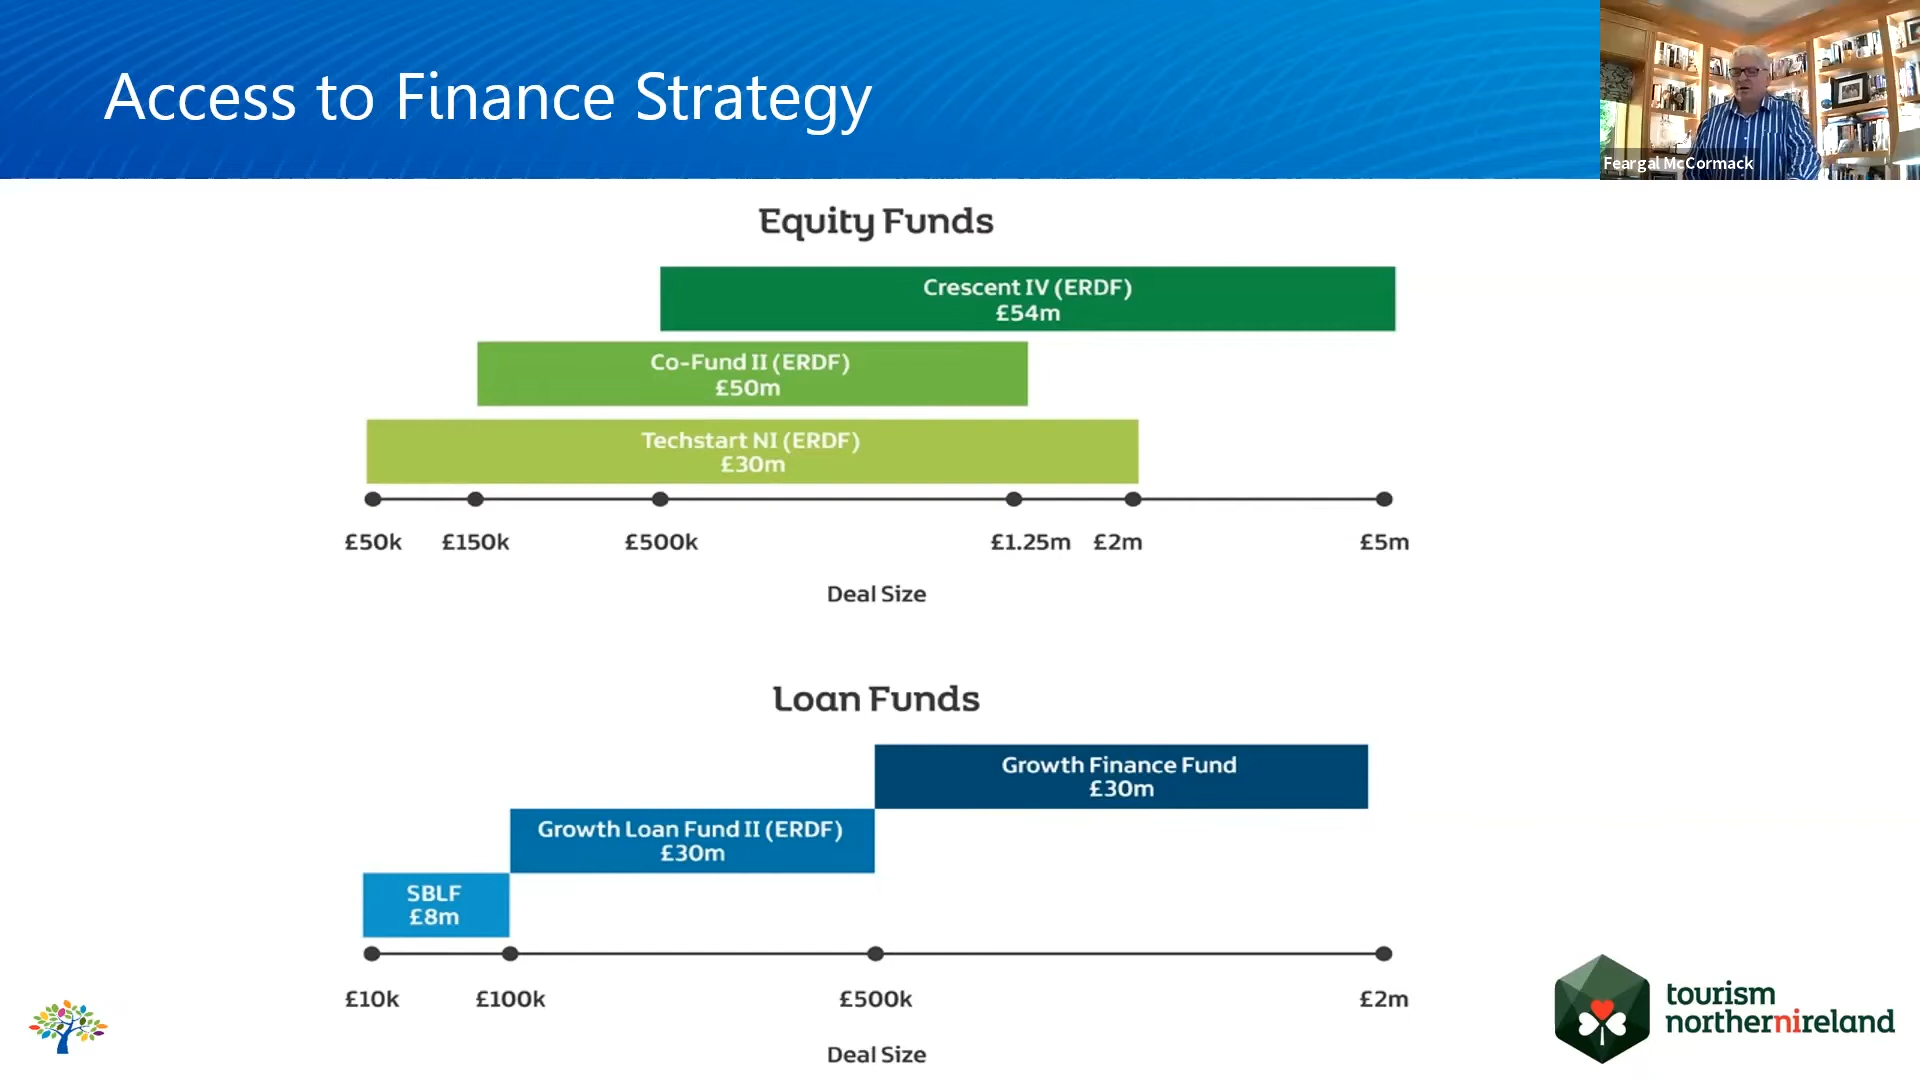 Access to Finance Strategy
Feargal McCormack
Equity Funds
Crescent IV (ERDF)
£54m
Co-Fund II (ERDF)
£50m
Techstart NI (ERDF)
£30m
£50k £150k £500k £1.25m £2m £5m
Deal Size
Loan Funds
Growth Finance Fund
£30m
Growth Loan Fund II (ERDF)
£30m
SBLF
£8m
£10k £100k £500k £2m
Deal Size
tourism
northernireland